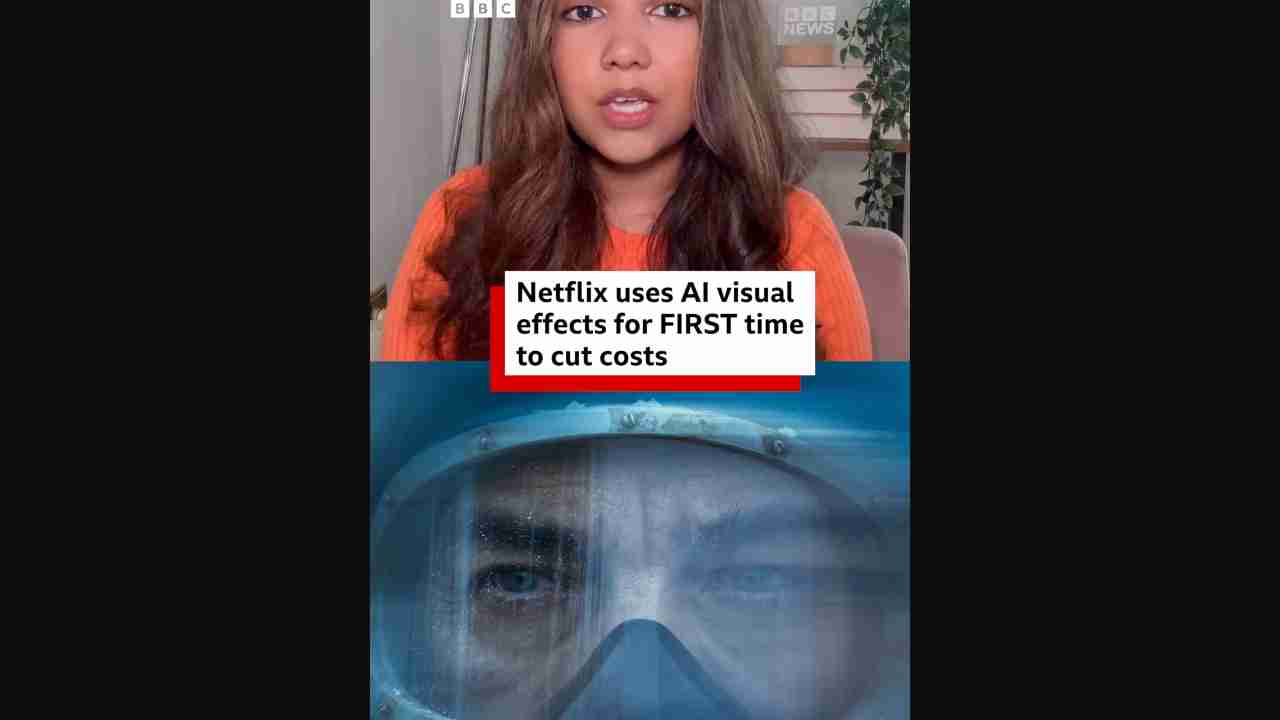 BBC
BBC
NEWS
Netflix uses AI visual
effects for FIRST time
to cut costs